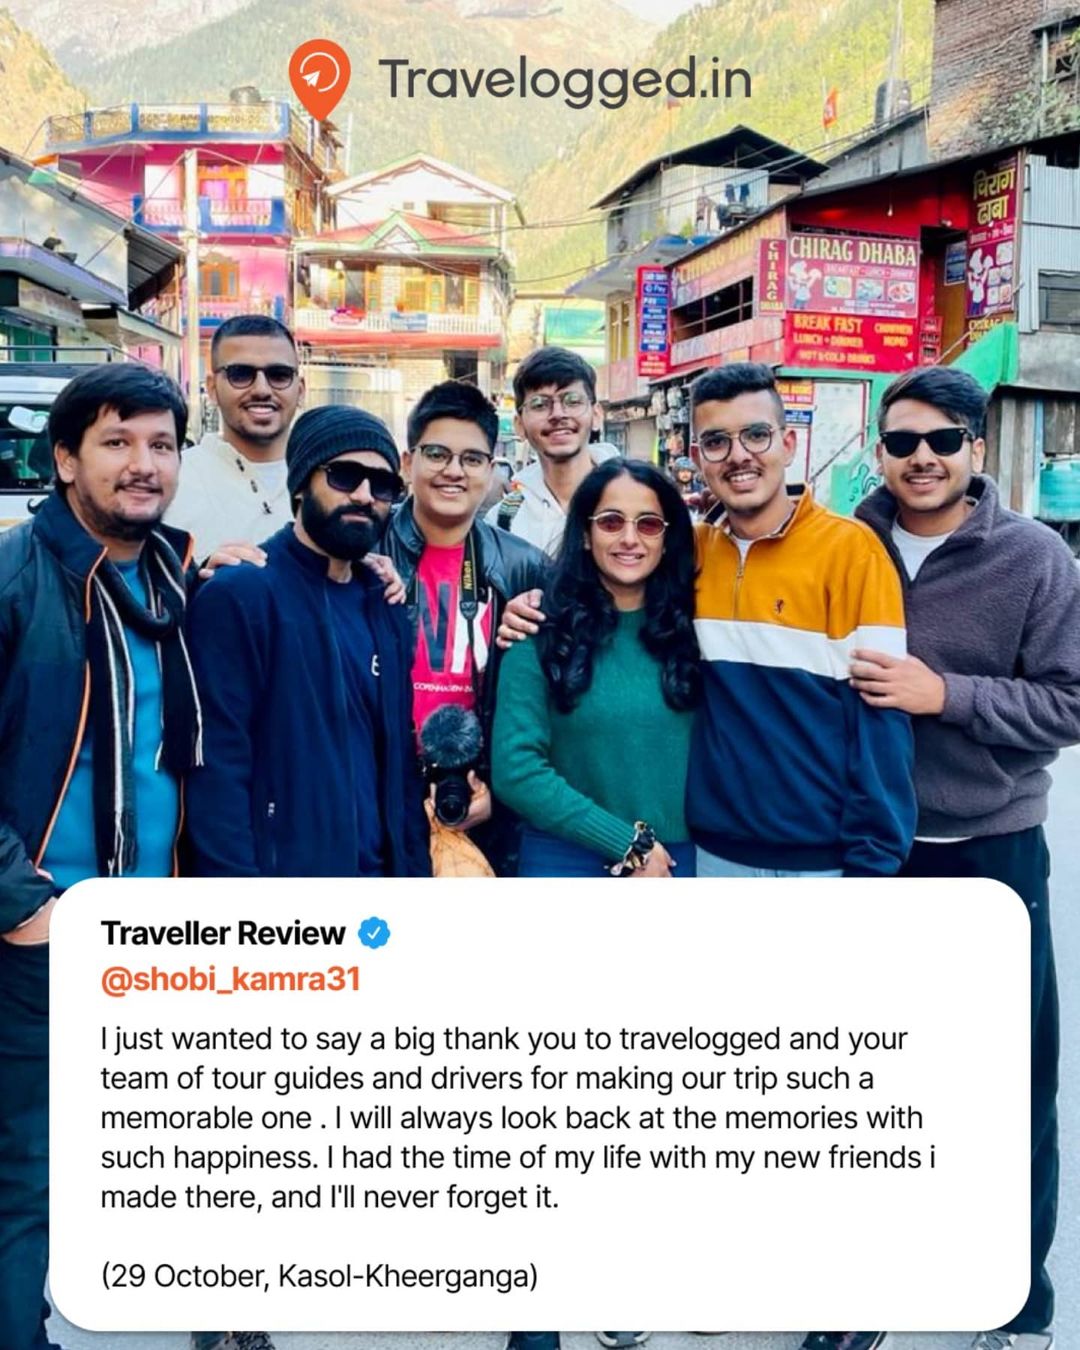 Travelogged.in
चिराग
ढाबा
CHIRAG DHABA
CHIRAG
BREAK FAST
CHOWMEIN
LUNCH • DINNER
MOMO
HOT & COLD DRINKS
Nikon
COPENHAGEN
Traveller Review
@shobi_kamra31
I just wanted to say a big thank you to travelogged and your
team of tour guides and drivers for making our trip such a
memorable one . I will always look back at the memories with
such happiness. I had the time of my life with my new friends i
made there, and I'll never forget it.
(29 October, Kasol-Kheerganga)